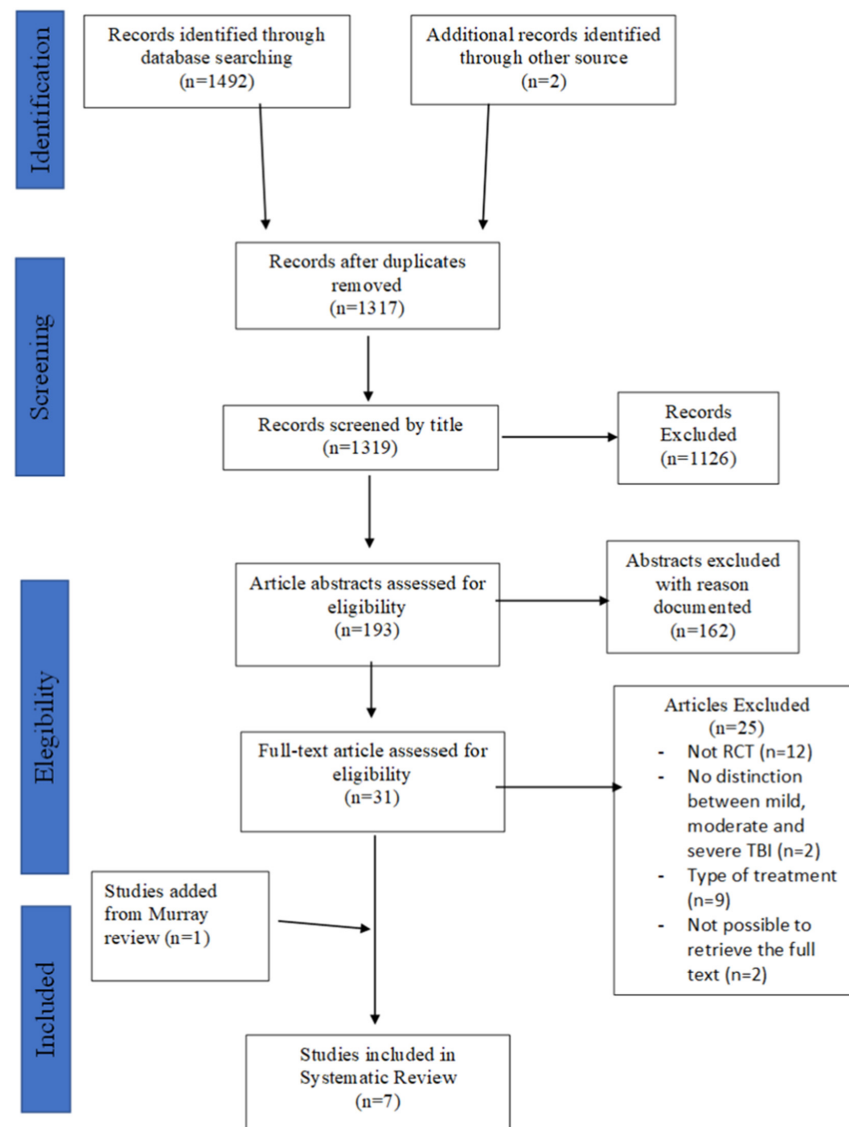 Identification
Records identified through
database searching
(n=1492)
Additional records identified
through other source
(n=2)
Screening
Records after duplicates
removed
(n=1317)
Records screened by title
(n=1319)
Records
Excluded
(n=1126)
Elegibility
Article abstracts assessed for
eligibility
(n=193)
Abstracts excluded
with reason
documented
(n=162)
Full-text article assessed for
eligibility
(n=31)
Articles Excluded
(n=25)
- Not RCT (n=12)
- No distinction
between mild,
moderate and
severe TBI (n=2)
- Type of treatment
(n=9)
- Not possible to
retrieve the full
text (n=2)
Included
Studies added
from Murray
review (n=1)
Studies included in
Systematic Review
(n=7)